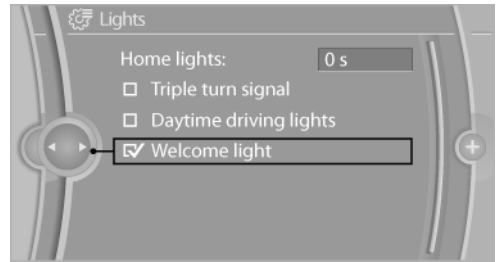 Lights
Home lights: 0 s
Triple turn signal
Daytime driving lights
Welcome light